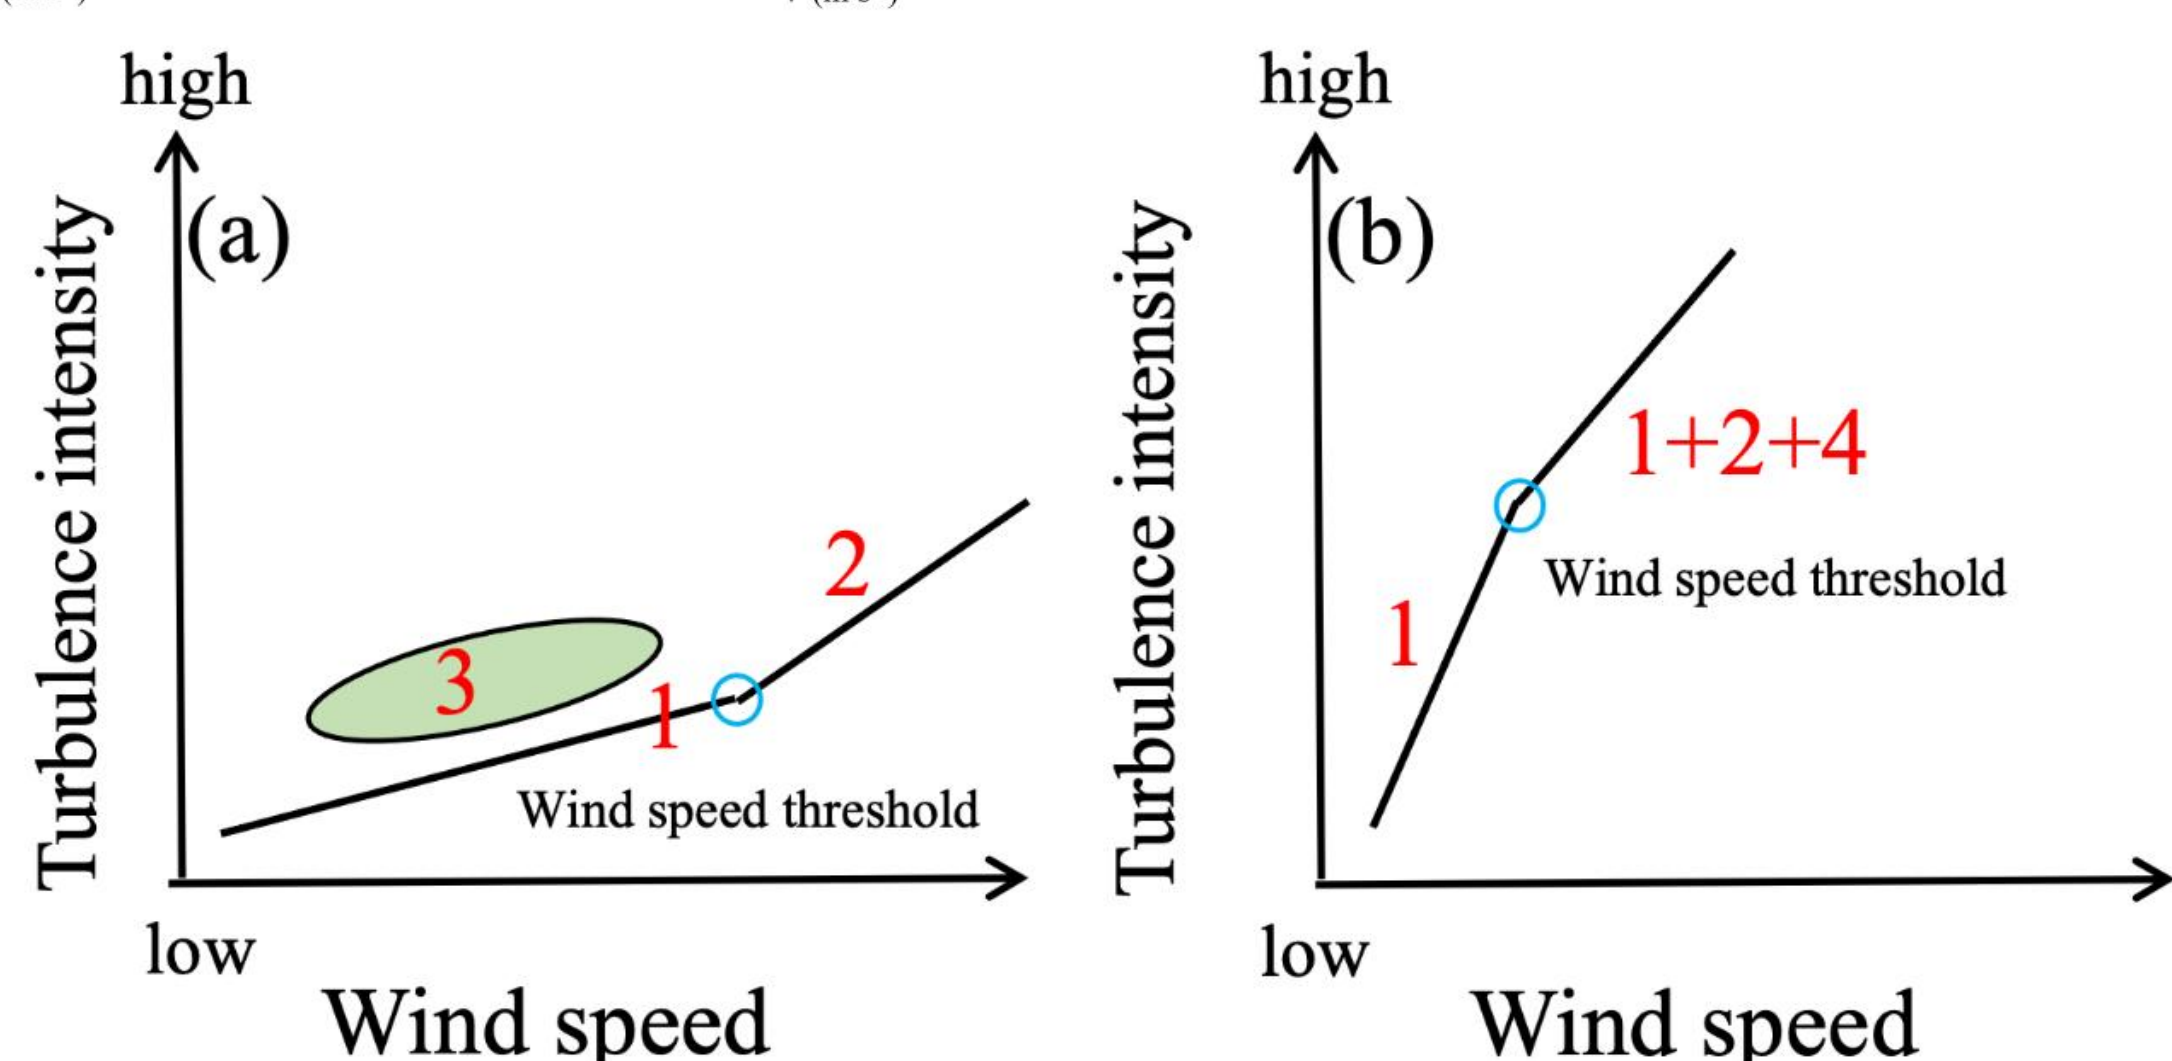 high
(a)
Turbulence intensity
3
1
2
Wind speed threshold
low
Wind speed
high
(b)
Turbulence intensity
1+2+4
1
Wind speed threshold
low
Wind speed